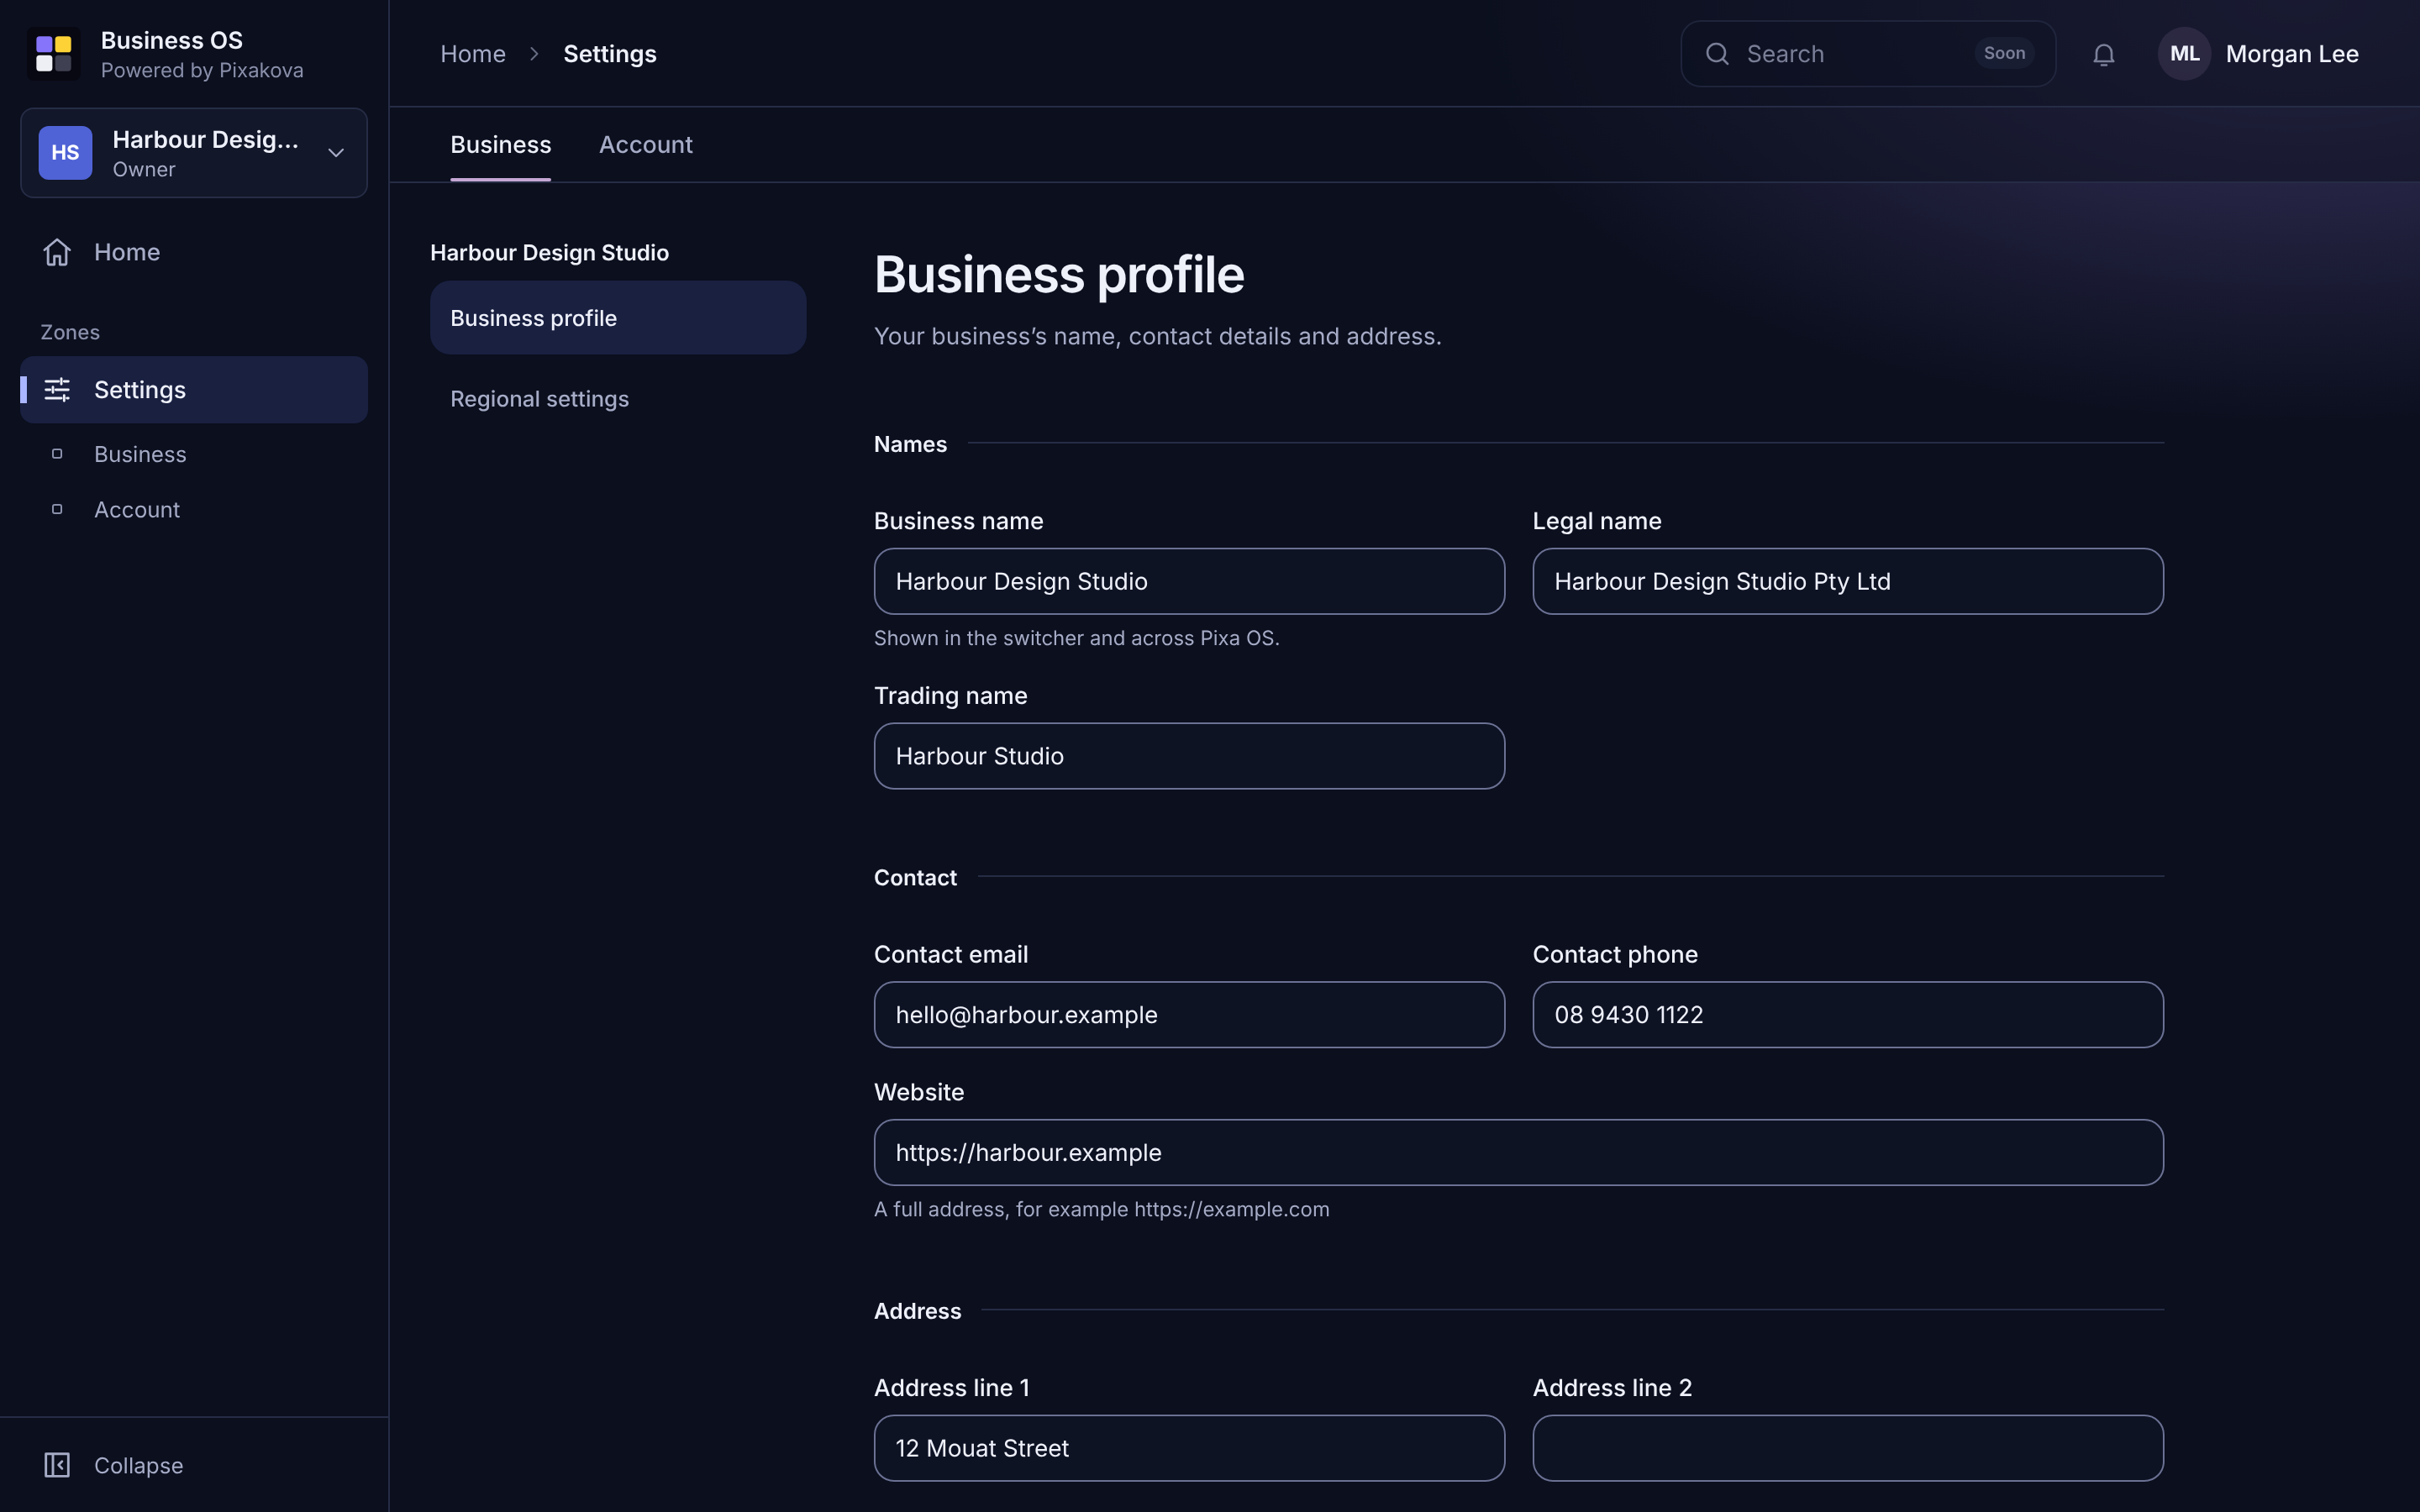 Business OS
Powered by Pixakova
HS
Harbour Desig...
Owner
Home
Zones
Settings
Business
Account
Collapse
Home > Settings
Search
Soon
ML
Morgan Lee
Business
Account
Harbour Design Studio
Business profile
Regional settings
Business profile
Your business’s name, contact details and address.
Names
Business name
Harbour Design Studio
Shown in the switcher and across Pixa OS.
Legal name
Harbour Design Studio Pty Ltd
Trading name
Harbour Studio
Contact
Contact email
hello@harbour.example
Contact phone
08 9430 1122
Website
https://harbour.example
A full address, for example https://example.com
Address
Address line 1
12 Mouat Street
Address line 2